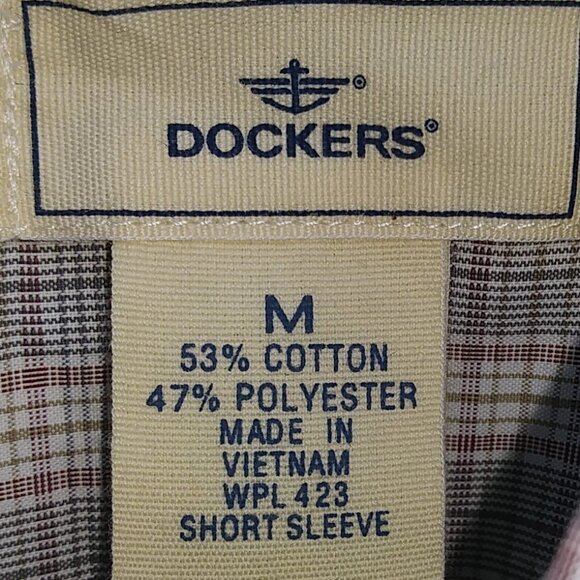 ®
DOCKERS®
M
53% COTTON
47% POLYESTER
MADE IN
VIETNAM
WPL 423
SHORT SLEEVE